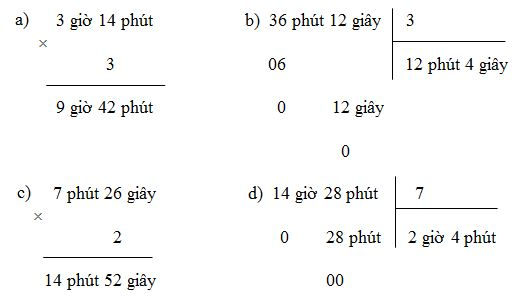 a) 3 giờ 14 phút
×
3
9 giờ 42 phút
b) 36 phút 12 giây 3
06 12 phút 4 giây
0 12 giây
0
c) 7 phút 26 giây
×
2
14 phút 52 giây
d) 14 giờ 28 phút 7
0 28 phút 2 giờ 4 phút
00